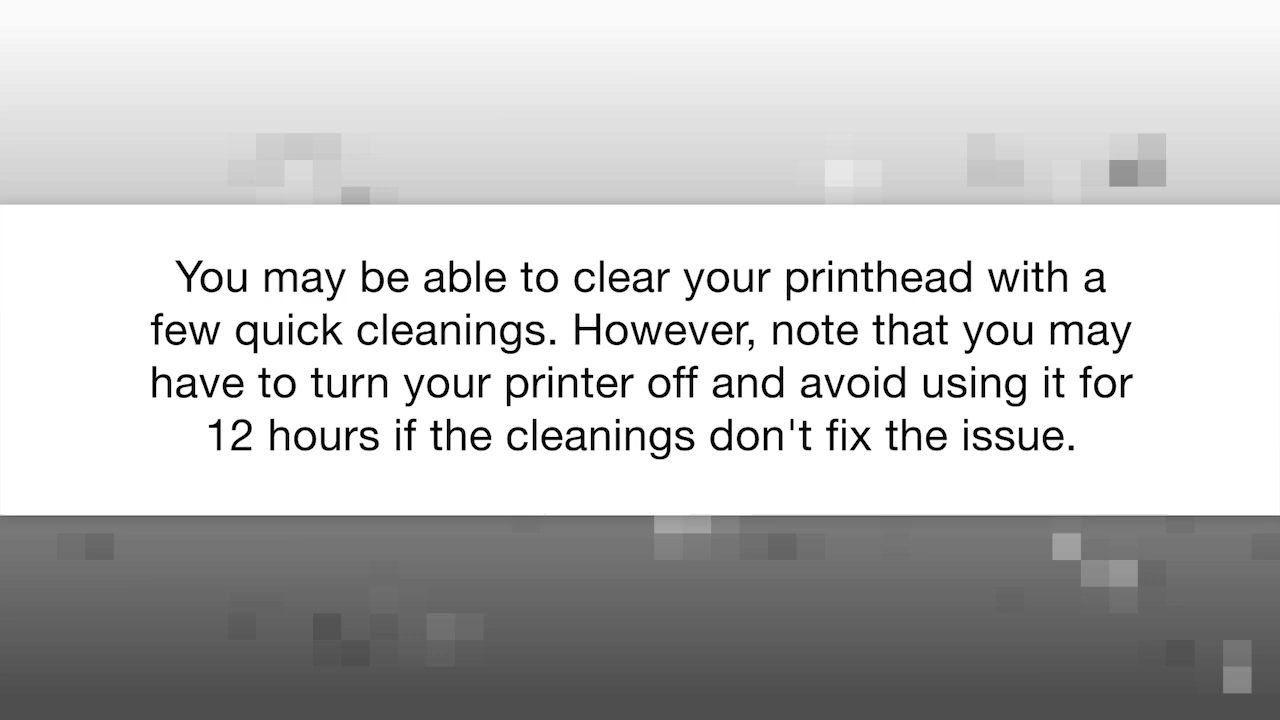 You may be able to clear your printhead with a
few quick cleanings. However, note that you may
have to turn your printer off and avoid using it for
12 hours if the cleanings don't fix the issue.